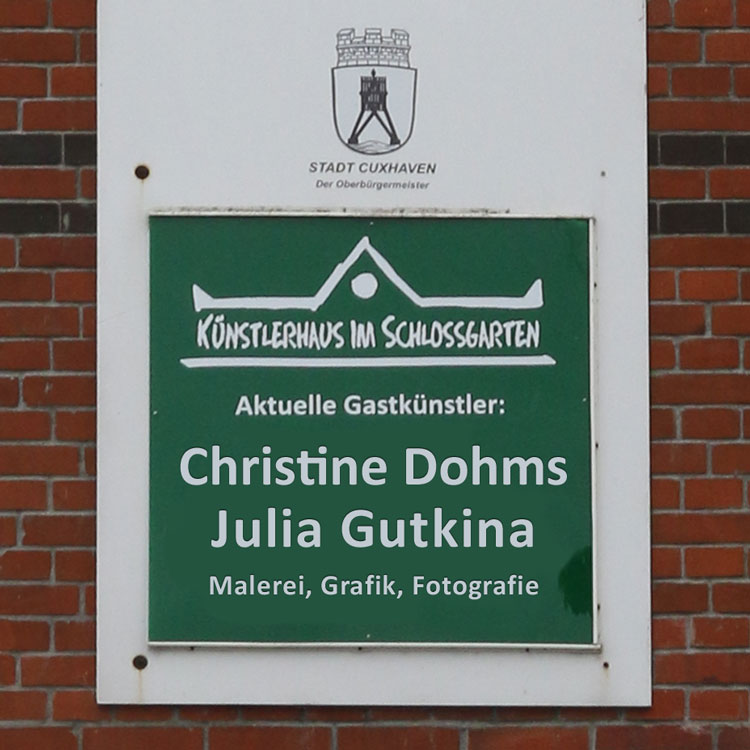 STADT CUXHAVEN
Der Oberbürgermeister
KÜNSTLERHAUS IM SCHLOSSGARTEN
Aktuelle Gastkünstler:
Christine Dohms
Julia Gutkina
Malerei, Grafik, Fotografie